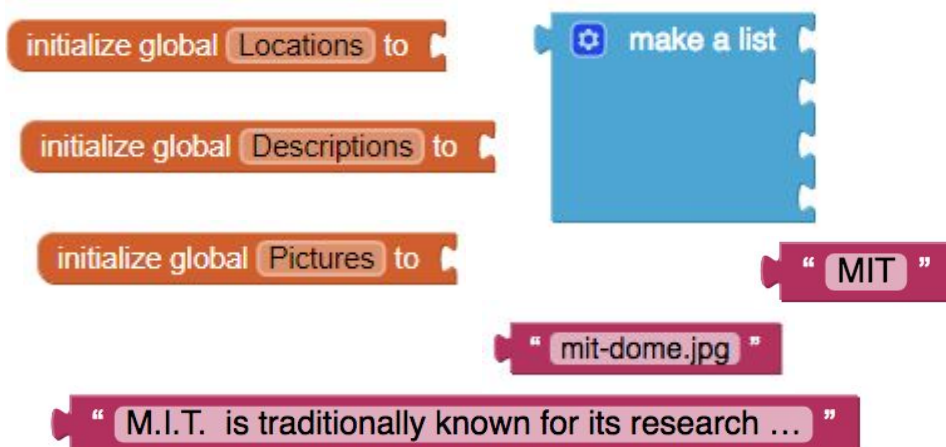 initialize global Locations to
make a list
initialize global Descriptions to
initialize global Pictures to
“ MIT ”
“ mit-dome.jpg ”
“ M.I.T. is traditionally known for its research ... ”